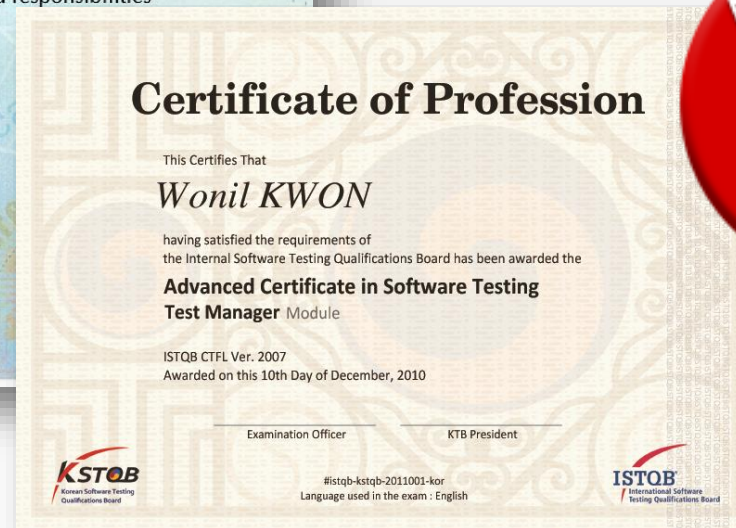 responsibilities
Certificate of Profession
This Certifies That
Wonil KWON
having satisfied the requirements of
the Internal Software Testing Qualifications Board has been awarded the
Advanced Certificate in Software Testing
Test Manager Module
ISTQB CTFL Ver. 2007
Awarded on this 10th Day of December, 2010
Examination Officer
KTB President
KSTQB
Korean Software Testing
Qualifications Board
#istqb-kstqb-2011001-kor
Language used in the exam : English
ISTQB
International Software
Testing Qualifications Board